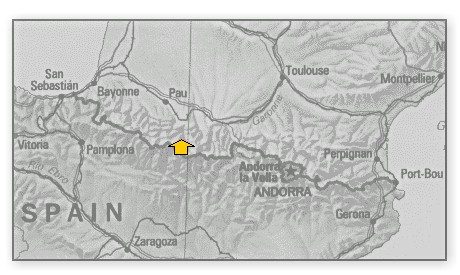 San
Sebastián
Bayonne
Pau
Toulouse
Montpellier
N
Garonne
Vitoria
Pamplona
Rio Ebro
Perpignan
Andorra
la Vella
ANDORRA
Port-Bou
G
SPAIN
Gerona
Zaragoza